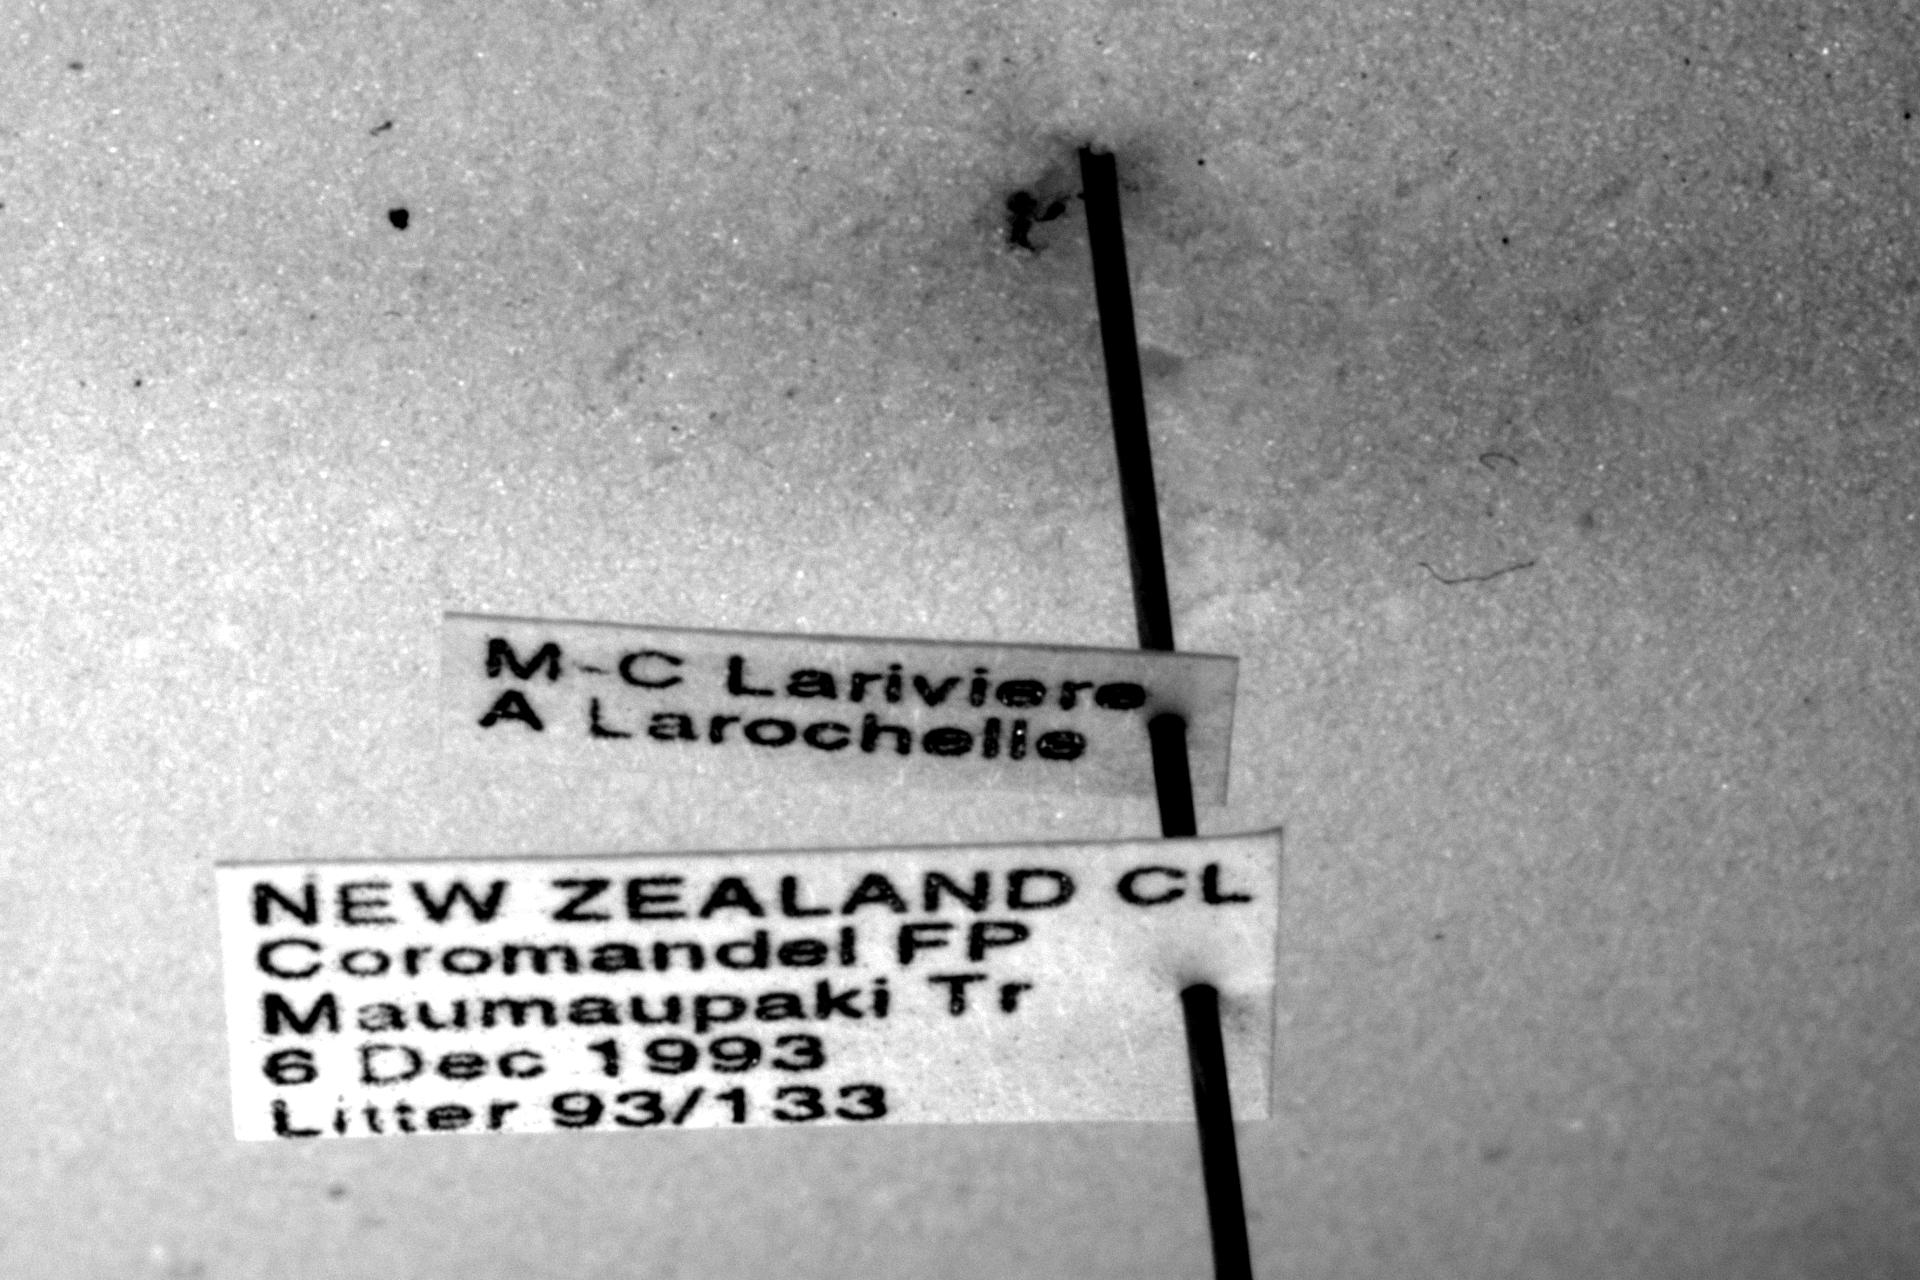 M-C Lariviere
A Larochelle
NEW ZEALAND CL
Coromandel FP
Maumaupaki Tr
6 Dec 1993
Litter 93/133